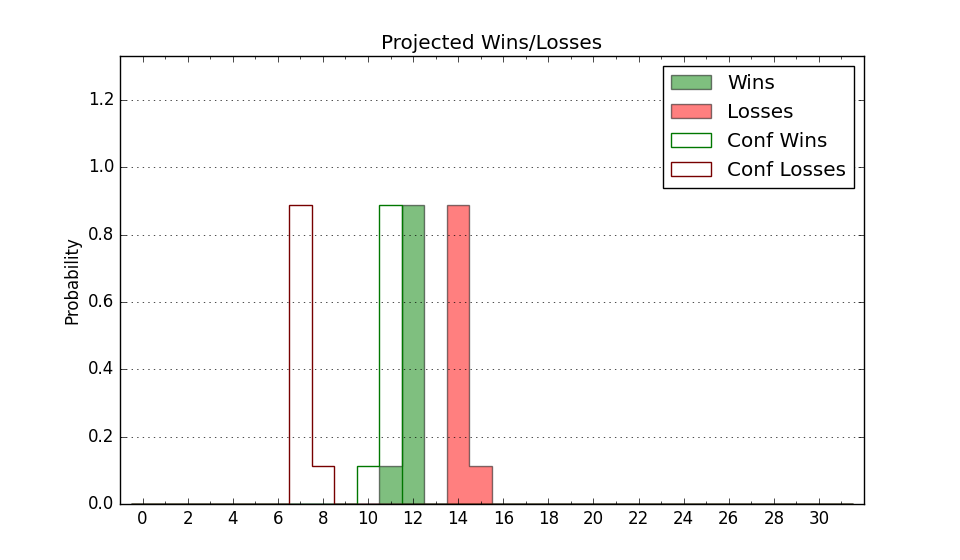 Projected Wins/Losses
Wins
Losses
Conf Wins
Conf Losses
Probability
1.2
1.0
0.8
0.6
0.4
0.2
0.0
0 2 4 6 8 10 12 14 16 18 20 22 24 26 28 30